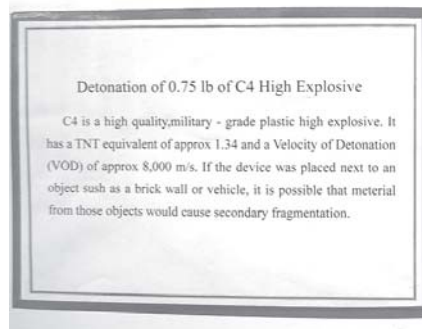 Detonation of 0.75 lb of C4 High Explosive
C4 is a high quality,military - grade plastic high explosive. It
has a TNT equivalent of approx 1.34 and a Velocity of Detonation
(VOD) of approx 8,000 m/s. If the device was placed next to an
object sush as a brick wall or vehicle, it is possible that meterial
from those objects would cause secondary fragmentation.